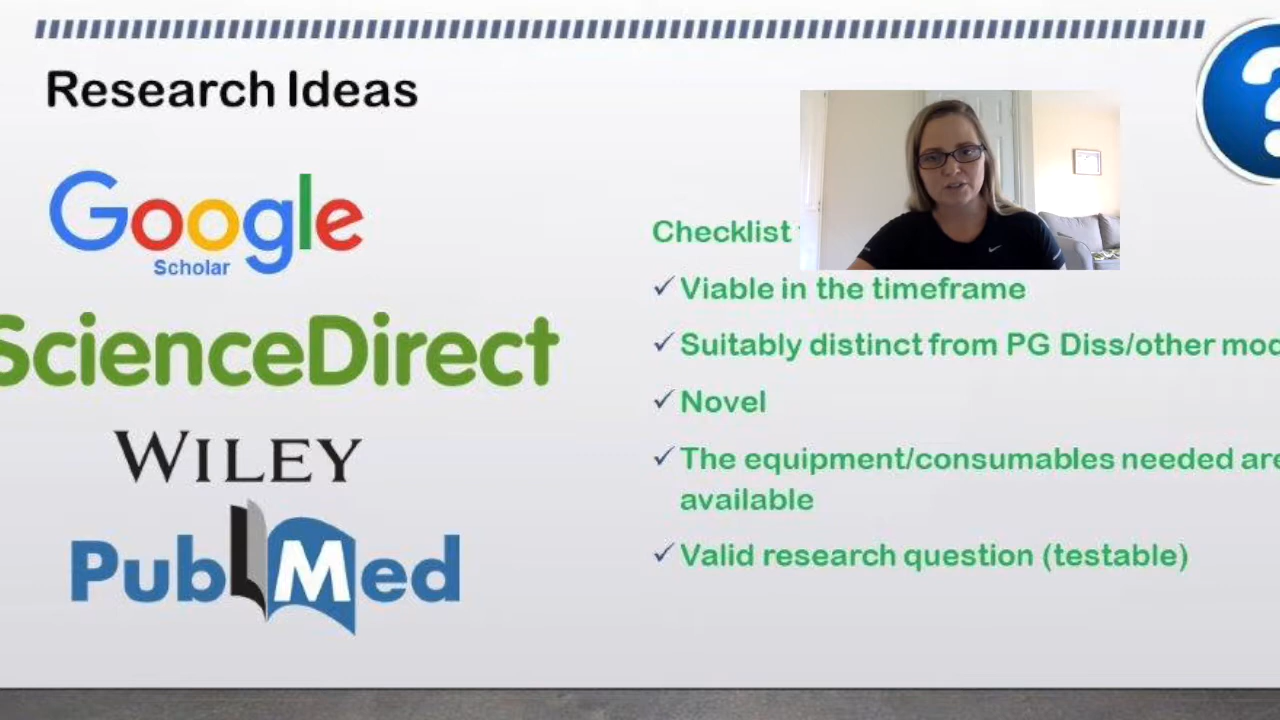 Research Ideas
Google
Scholar
ScienceDirect
WILEY
PubMed
Checklist
Viable in the timeframe
Suitably distinct from PG Diss/other
Novel
The equipment/consumables needed are
available
Valid research question (testable)